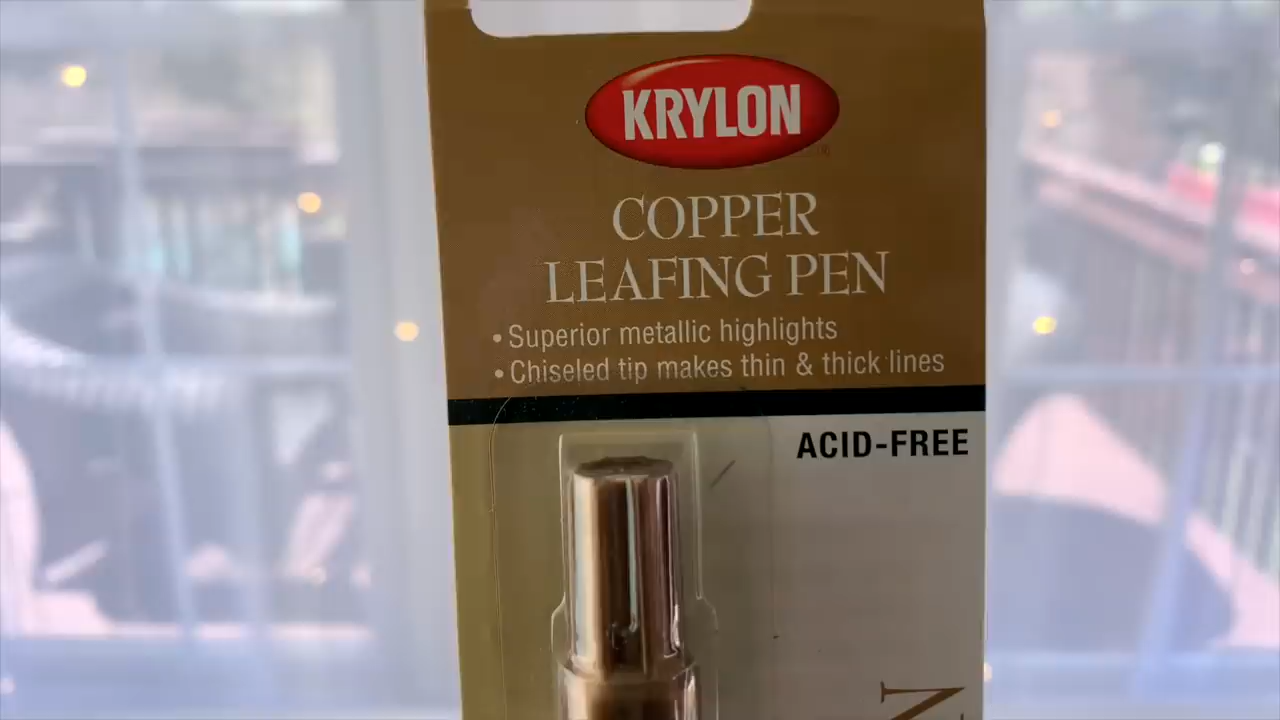 KRYLON
COPPER
LEAFING PEN
• Superior metallic highlights
• Chiseled tip makes thin & thick lines
ACID-FREE
N